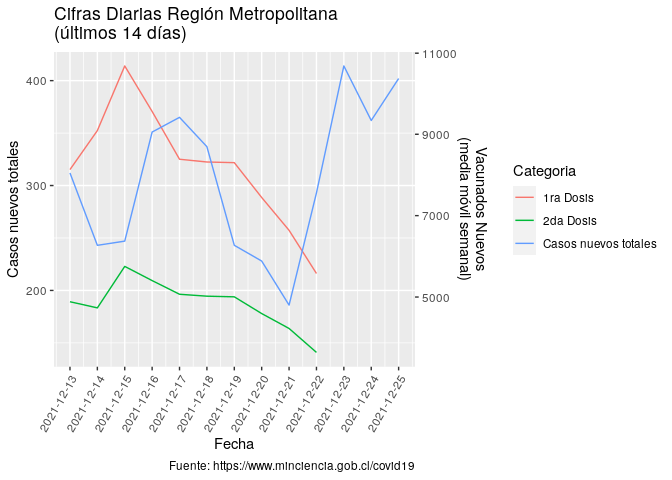 Cifras Diarias Región Metropolitana
(últimos 14 días)
400
300
200
Casos nuevos totales
11000
9000
7000
5000
Vacunados Nuevos
(media móvil semanal)
2021-12-13
2021-12-14
2021-12-15
2021-12-16
2021-12-17
2021-12-18
2021-12-19
2021-12-20
2021-12-21
2021-12-22
2021-12-23
2021-12-24
2021-12-25
Fecha
Categoria
1ra Dosis
2da Dosis
Casos nuevos totales
Fuente: https://www.minciencia.gob.cl/covid19